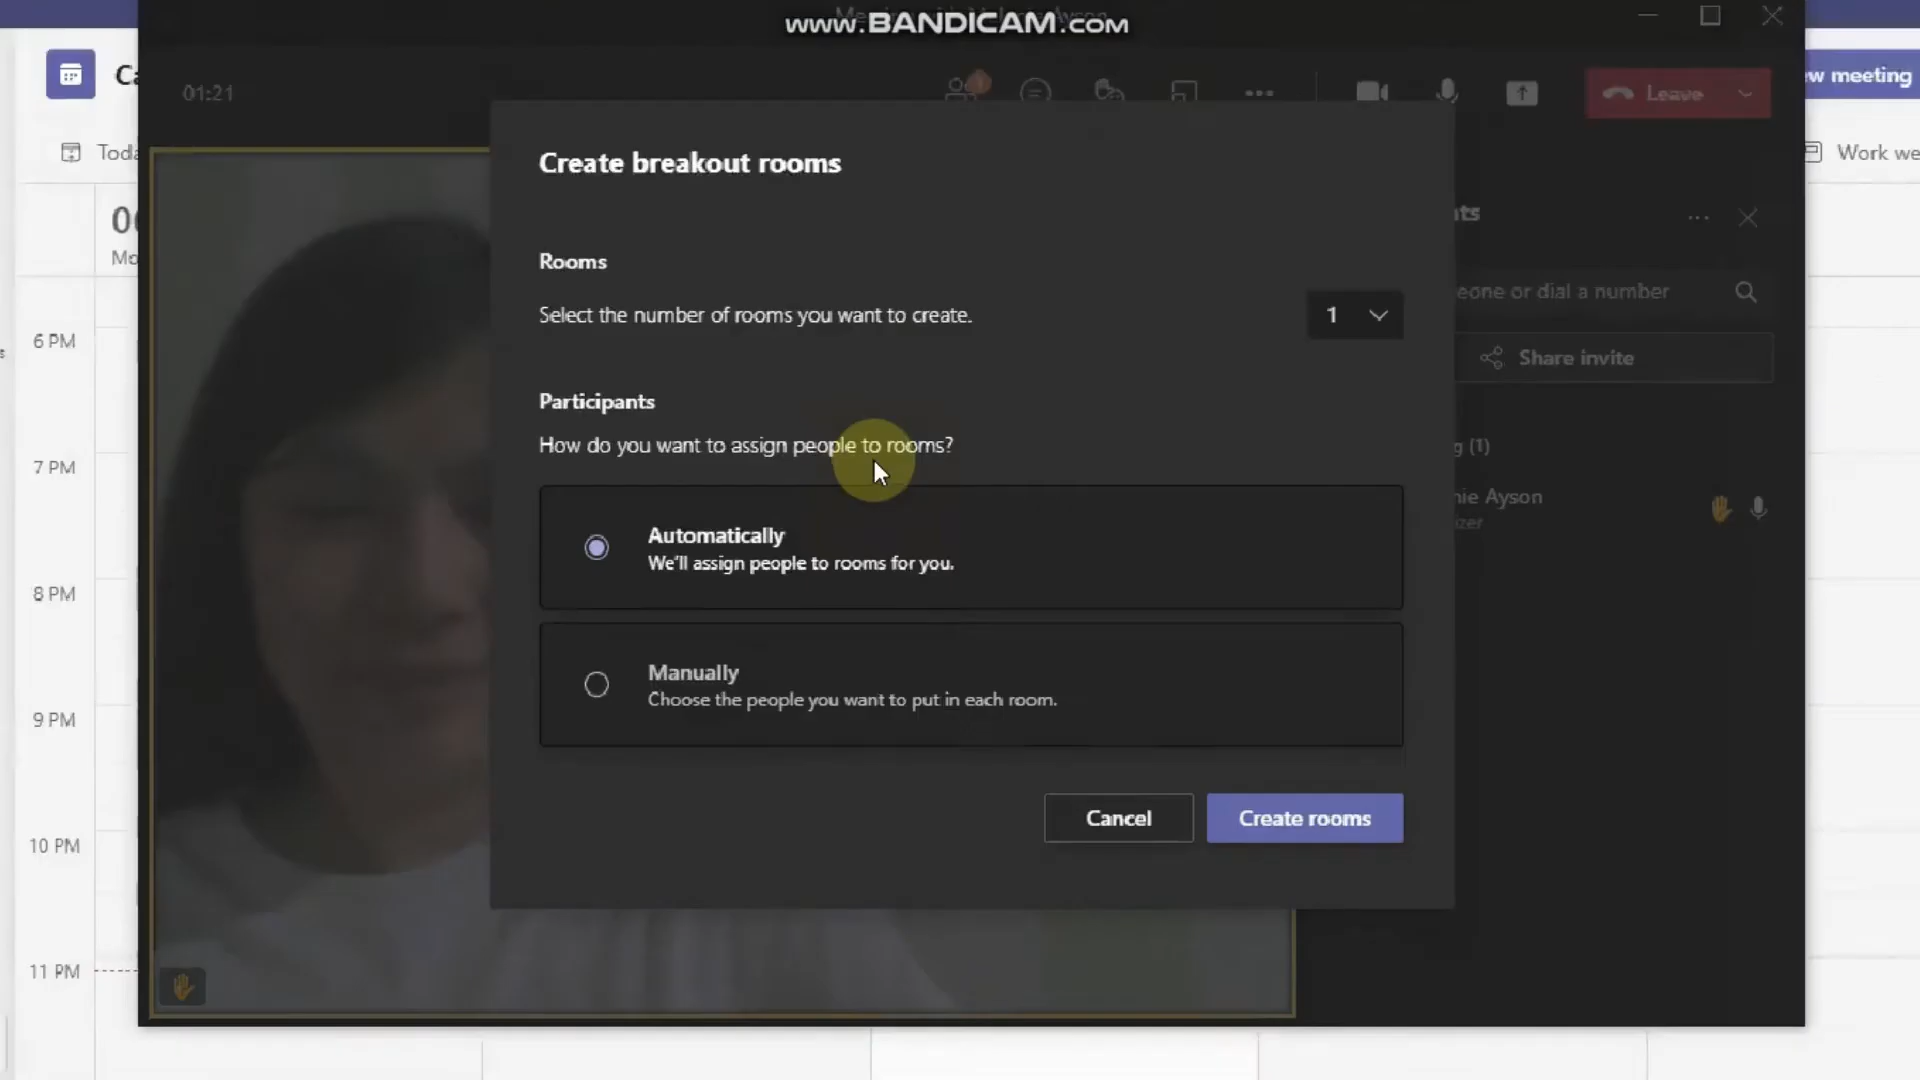 www.BANDICAM.com
01:21
Leave
ew meeting
Toda
Work we
Create breakout rooms
nts
Mo
Rooms
Select the number of rooms you want to create.
1
eone or dial a number
6 PM
Share invite
Participants
How do you want to assign people to rooms?
g (1)
7 PM
nie Ayson
izer
Automatically
We'll assign people to rooms for you.
8 PM
Manually
Choose the people you want to put in each room.
9 PM
Cancel
Create rooms
10 PM
11 PM